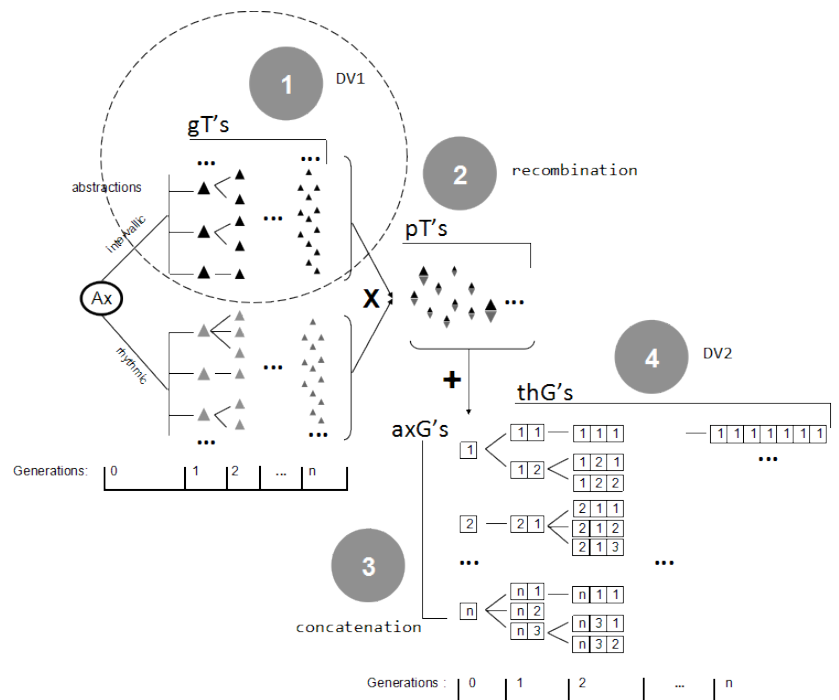 1
DV1
gT's
... ...
2
recombination
abstractions
intervallic
...
pT's
Ax
X
...
rhythmic
...
4
DV2
+
thG's
axG's
... ...
1 1 1 1 1 1 1 1 1 1 1 1 1
1
...
Generations: 0 1 2 ... n
1 2 1 2 1
1 2 2
2 1 1
2 2 1 2 1 2
2 1 3
3
... ...
n 1 n 1 1
n n 2
n 3 n 3 1
concatenation
n 3 2
Generations : 0 1 2 ... n